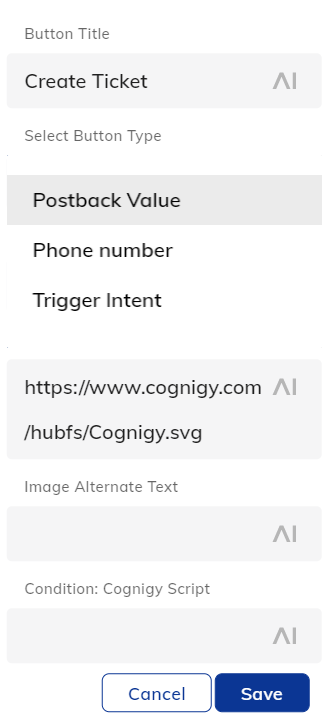 Button Title
Create Ticket
Select Button Type
Postback Value
Phone number
Trigger Intent
https://www.cognigy.com
/hubfs/Cognigy.svg
Image Alternate Text
Condition: Cognigy Script
Cancel Save